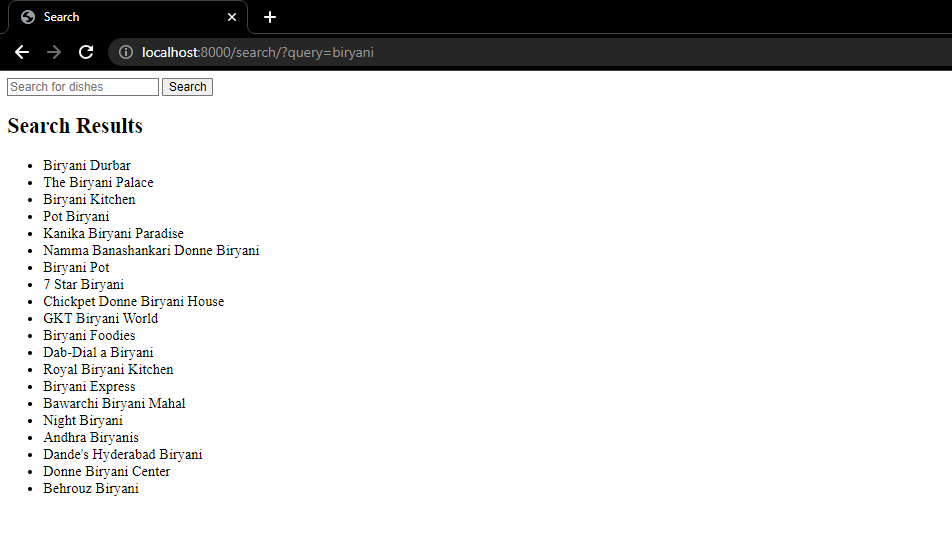 Search
localhost:8000/search/?query=biryani
Search for dishes Search
Search Results
Biryani Durbar
The Biryani Palace
Biryani Kitchen
Pot Biryani
Kanika Biryani Paradise
Namma Banashankari Donne Biryani
Biryani Pot
7 Star Biryani
Chickpet Donne Biryani House
GKT Biryani World
Biryani Foodies
Dab-Dial a Biryani
Royal Biryani Kitchen
Biryani Express
Bawarchi Biryani Mahal
Night Biryani
Andhra Biryanis
Dande's Hyderabad Biryani
Donne Biryani Center
Behrouz Biryani